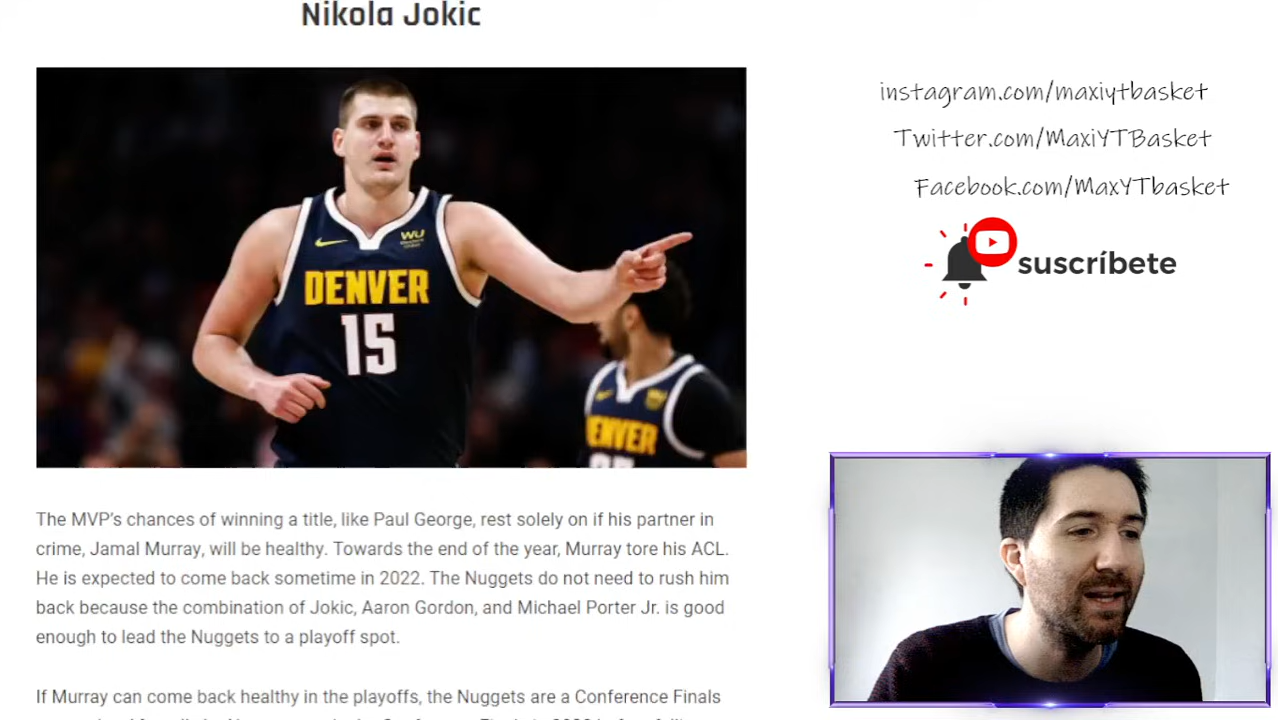 Nikola Jokic
WU
DENVER
15
DENVER
The MVP's chances of winning a title, like Paul George, rest solely on if his partner in
crime, Jamal Murray, will be healthy. Towards the end of the year, Murray tore his ACL.
He is expected to come back sometime in 2022. The Nuggets do not need to rush him
back because the combination of Jokic, Aaron Gordon, and Michael Porter Jr. is good
enough to lead the Nuggets to a playoff spot.
If Murray can come back healthy in the playoffs, the Nuggets are a Conference Finals
instagram.com/maxiytbasket
Twitter.com/MaxiYTBasket
Facebook.com/MaxYTbasket
suscríbete